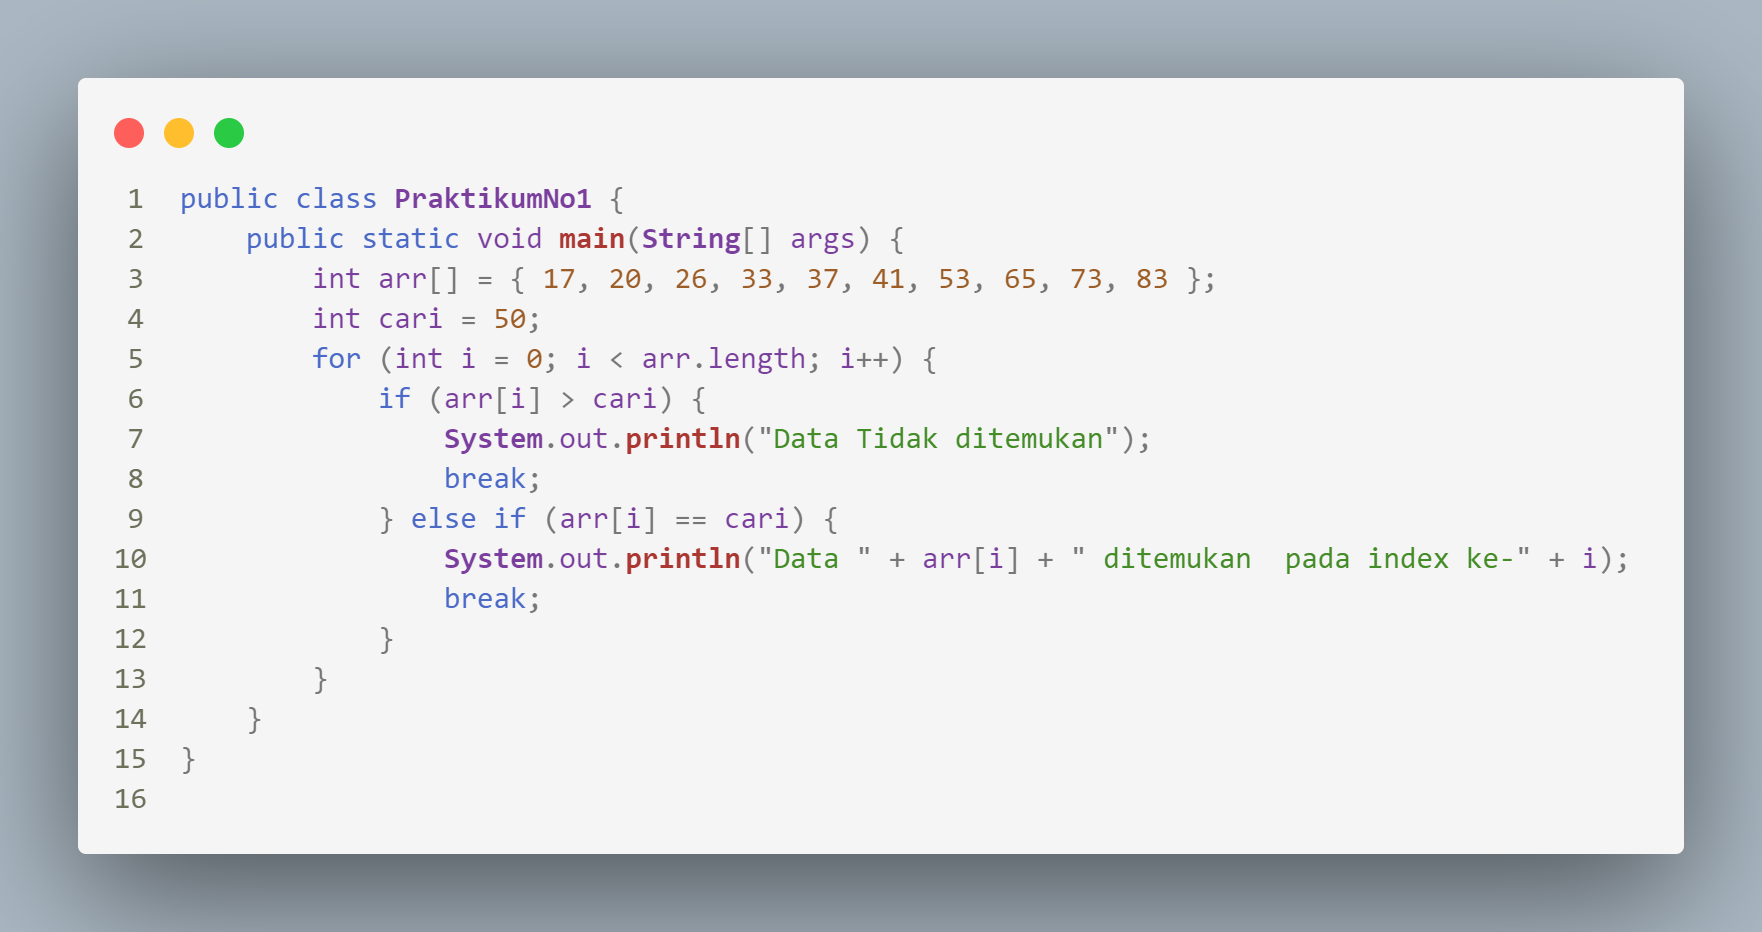 1 public class PraktikumNo1 {
2     public static void main(String[] args) {
3         int arr[] = { 17, 20, 26, 33, 37, 41, 53, 65, 73, 83 };
4         int cari = 50;
5         for (int i = 0; i < arr.length; i++) {
6             if (arr[i] > cari) {
7                 System.out.println("Data Tidak ditemukan");
8                 break;
9             } else if (arr[i] == cari) {
10                 System.out.println("Data " + arr[i] + " ditemukan  pada index ke-" + i);
11                 break;
12             }
13         }
14     }
15 }
16